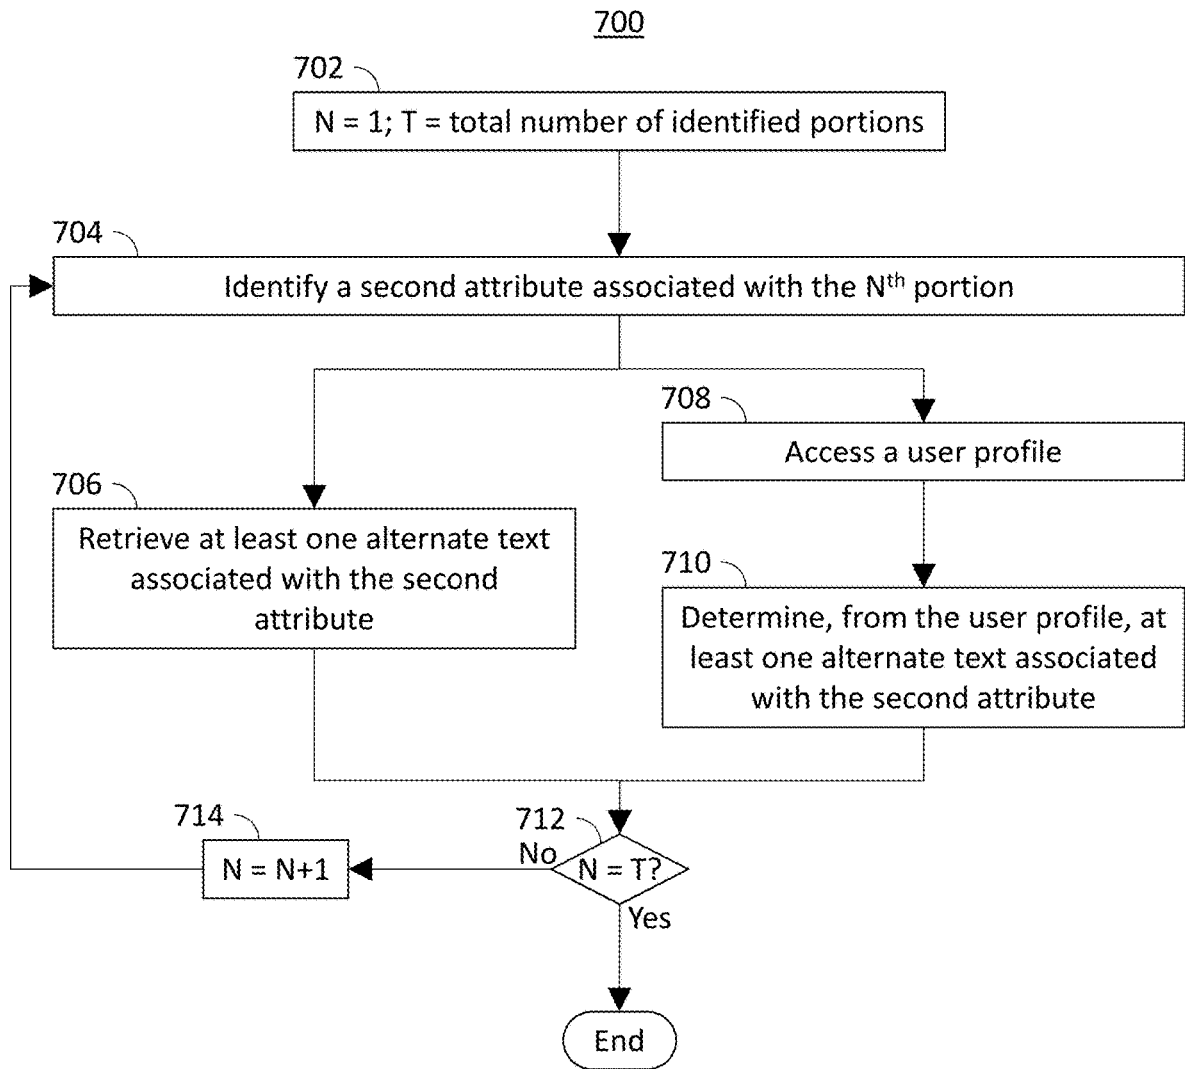 700
702
N = 1; T = total number of identified portions
704
Identify a second attribute associated with the Nth portion
708
Access a user profile
706
Retrieve at least one alternate text
associated with the second
attribute
710
Determine, from the user profile, at
least one alternate text associated
with the second attribute
714
N = N+1
712
No
N = T?
Yes
End